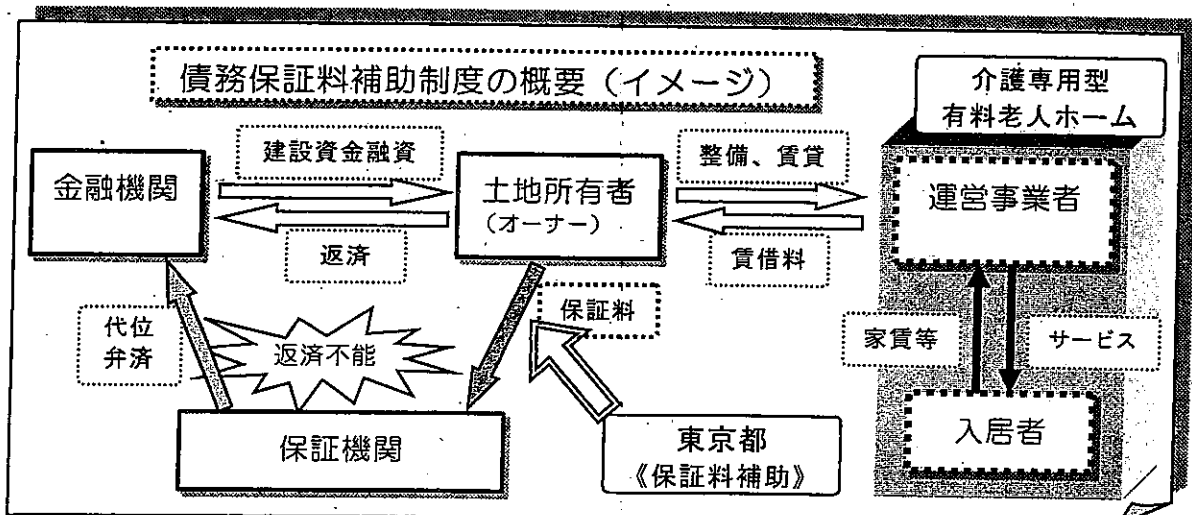 債務保証料補助制度の概要（イメージ）
介護専用型
有料老人ホーム
金融機関
建設資金融資
返済
土地所有者
（オーナー）
整備、賃貸
賃借料
運営事業者
代位
弁済
返済不能
保証料
家賃等
サービス
保証機関
東京都
《保証料補助》
入居者